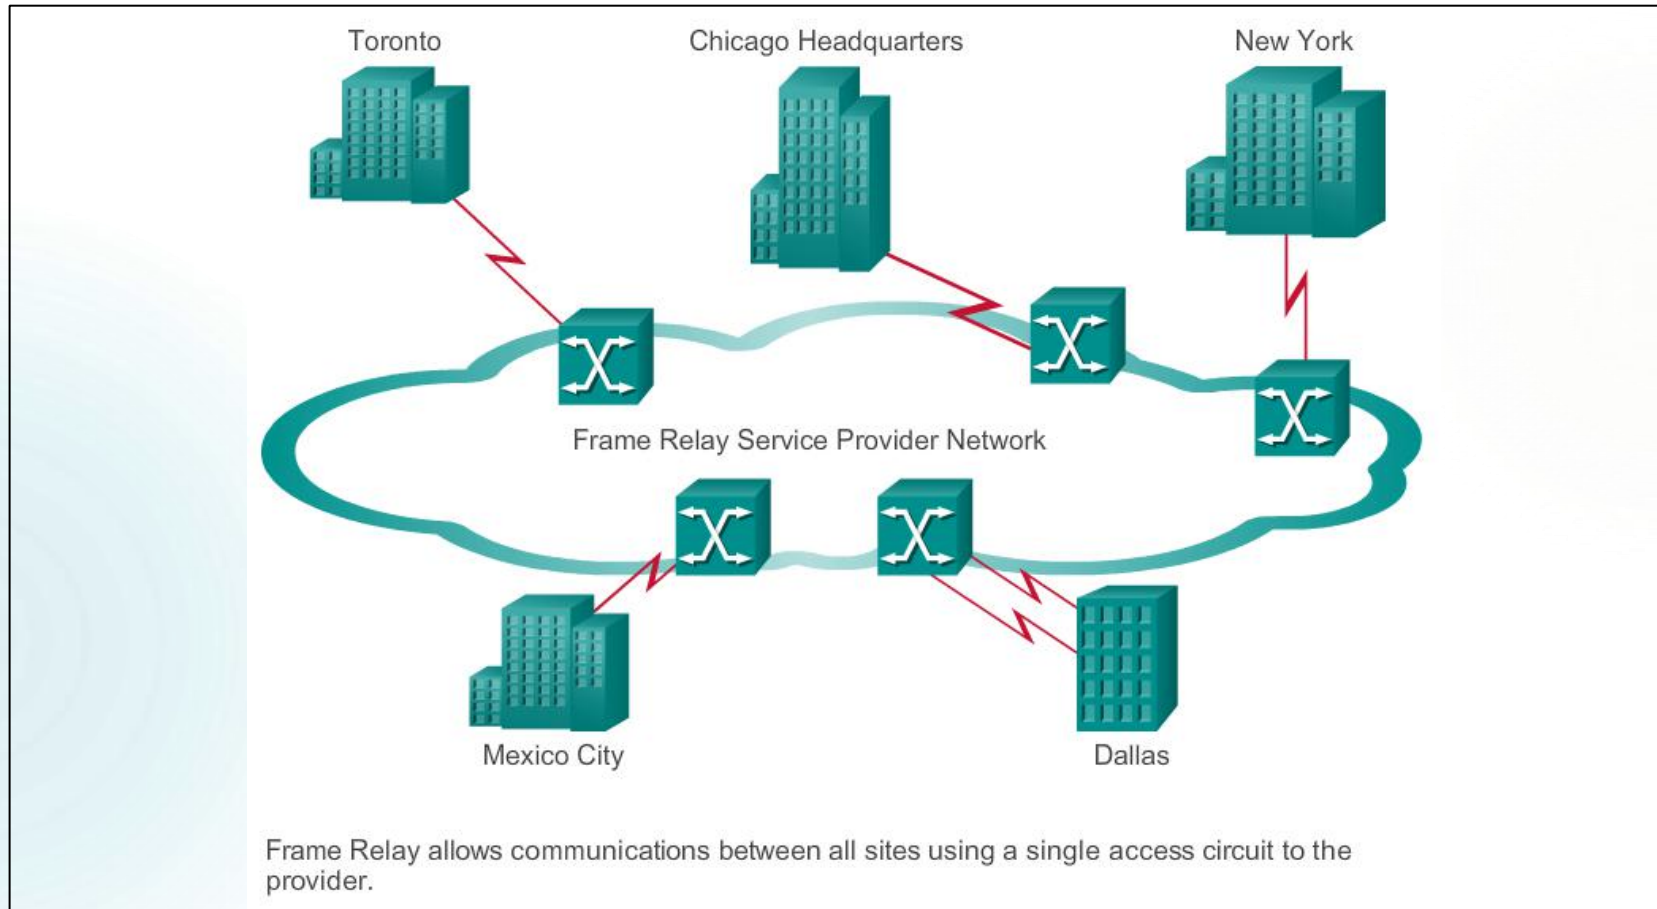 Toronto
Chicago Headquarters
New York
Frame Relay Service Provider Network
Mexico City
Dallas
Frame Relay allows communications between all sites using a single access circuit to the
provider.